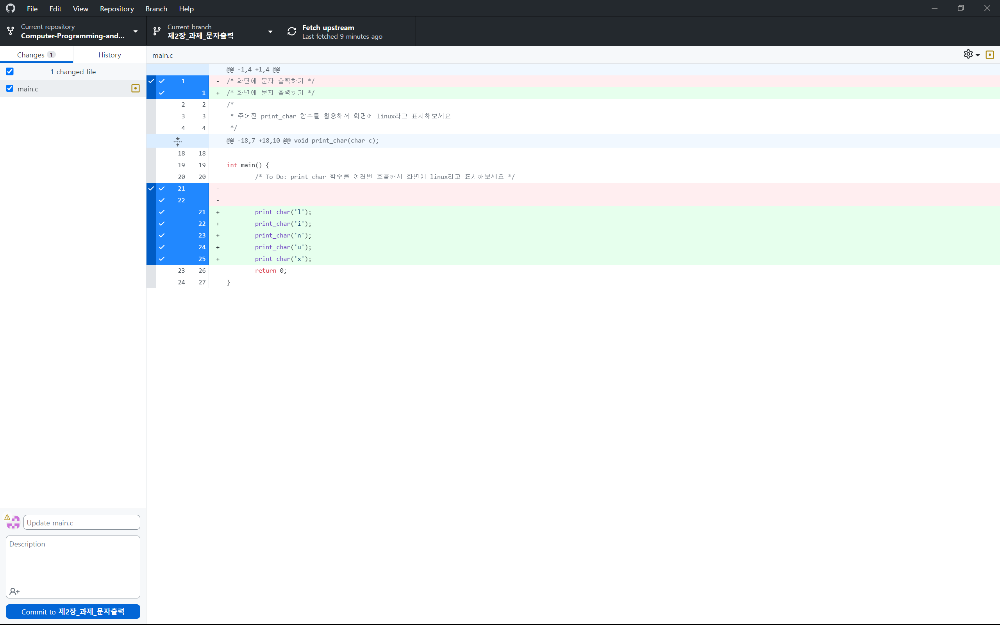 File Edit View Repository Branch Help
Current repository
Computer-Programming-and...
Current branch
제2장_과제_문자출력
Fetch upstream
Last fetched 9 minutes ago
Changes 1 History
1 changed file
main.c
main.c
@@ -1,4 +1,4 @@
1 - /* 화면에 문자 출력하기 */
1 + /* 화면에 문자 출력하기 */
2 2 /*
3 3 * 주어진 print_char 함수를 활용해서 화면에 linux라고 표시해보세요
4 4 */
@@ -18,7 +18,10 @@ void print_char(char c);
18 18
19 19 int main() {
20 20 /* To Do: print_char 함수를 여러번 호출해서 화면에 linux라고 표시해보세요 */
21 -
22 -
21 + print_char('l');
22 + print_char('i');
23 + print_char('n');
24 + print_char('u');
25 + print_char('x');
23 26 return 0;
24 27 }
Update main.c
Description
Commit to 제2장_과제_문자출력